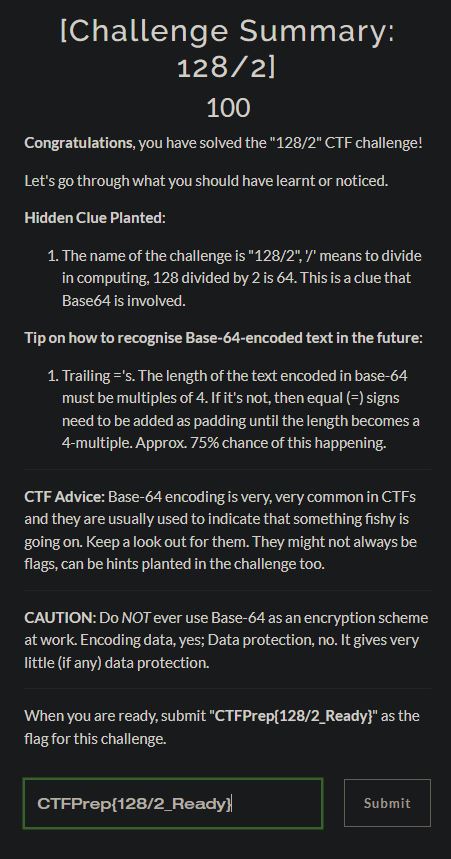 [Challenge Summary:
128/2]
100
Congratulations, you have solved the "128/2" CTF challenge!
Let's go through what you should have learnt or noticed.
Hidden Clue Planted:
1. The name of the challenge is "128/2", '/' means to divide
in computing, 128 divided by 2 is 64. This is a clue that
Base64 is involved.
Tip on how to recognise Base-64-encoded text in the future:
1. Trailing ='s. The length of the text encoded in base-64
must be multiples of 4. If it's not, then equal (=) signs
need to be added as padding until the length becomes a
4-multiple. Approx. 75% chance of this happening.
CTF Advice: Base-64 encoding is very, very common in CTFs
and they are usually used to indicate that something fishy is
going on. Keep a look out for them. They might not always be
flags, can be hints planted in the challenge too.
CAUTION: Do NOT ever use Base-64 as an encryption scheme
at work. Encoding data, yes; Data protection, no. It gives very
little (if any) data protection.
When you are ready, submit "CTFPrep{128/2_Ready}" as the
flag for this challenge.
CTFPrep{128/2_Ready}
Submit